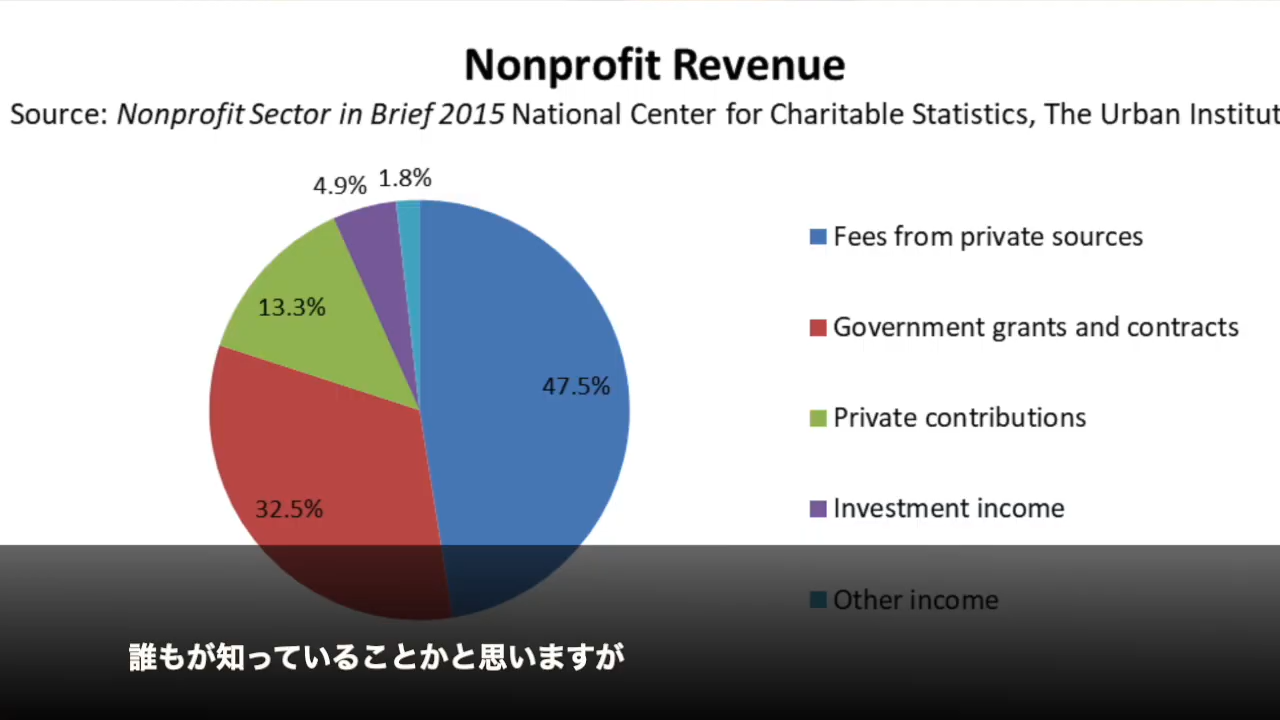 Nonprofit Revenue
Source: Nonprofit Sector in Brief 2015 National Center for Charitable Statistics, The Urban Institut
4.9% 1.8%
13.3%
47.5%
32.5%
Fees from private sources
Government grants and contracts
Private contributions
Investment income
Other income
誰もが知っていることかと思いますが